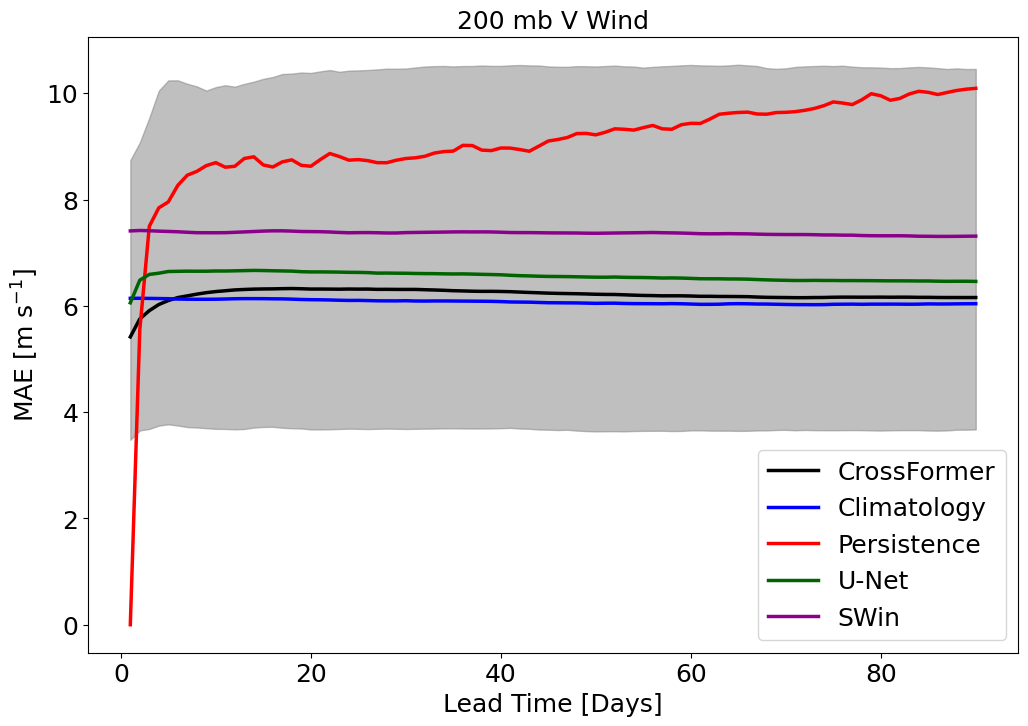 200 mb V Wind
MAE [m s⁻¹]
10
8
6
4
2
0
0 20 40 60 80
Lead Time [Days]
CrossFormer
Climatology
Persistence
U-Net
SWin